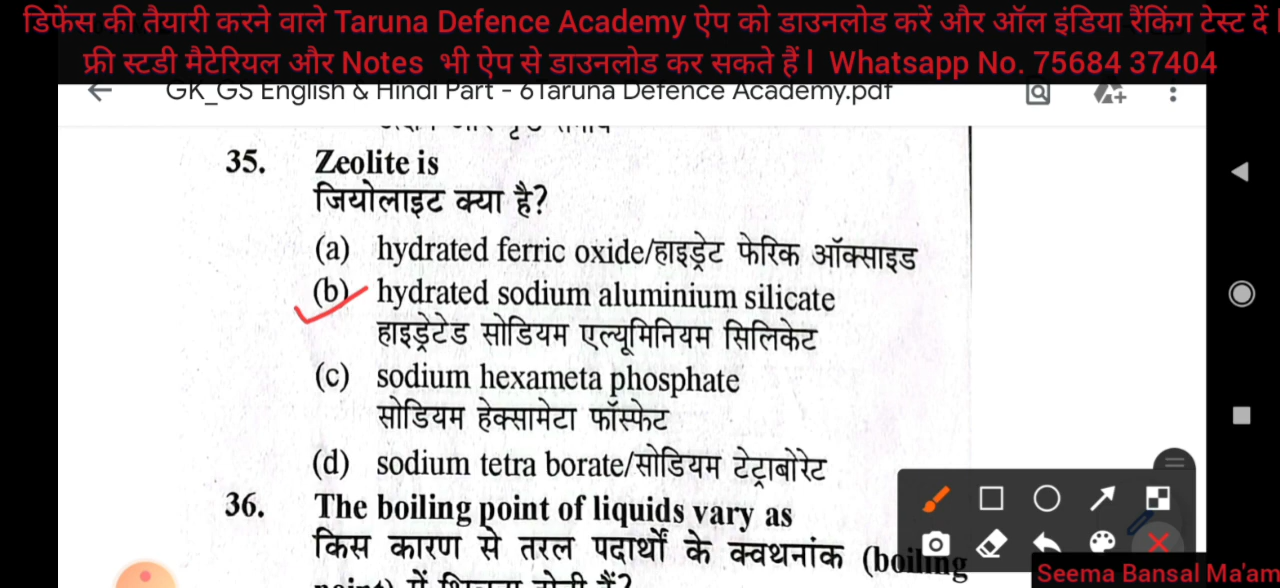 डिफेंस की तैयारी करने वाले Taruna Defence Academy ऐप को डाउनलोड करें और ऑल इंडिया रैंकिंग टेस्ट दें।
फ्री स्टडी मैटेरियल और Notes भी ऐप से डाउनलोड कर सकते हैं। Whatsapp No. 75684 37404
GK_GS English & Hindi Part - 6Taruna Defence Academy.pdf
35. Zeolite is
जियोलाइट क्या है?
(a) hydrated ferric oxide/हाइड्रेट फेरिक ऑक्साइड
(b) hydrated sodium aluminium silicate
हाइड्रेटेड सोडियम एल्यूमिनियम सिलिकेट
(c) sodium hexameta phosphate
सोडियम हेक्सामेटा फॉस्फेट
(d) sodium tetra borate/सोडियम टेट्राबोरेट
36. The boiling point of liquids vary as
किस कारण से तरल पदार्थों के क्वथनांक (boiling
Seema Bansal Ma'am